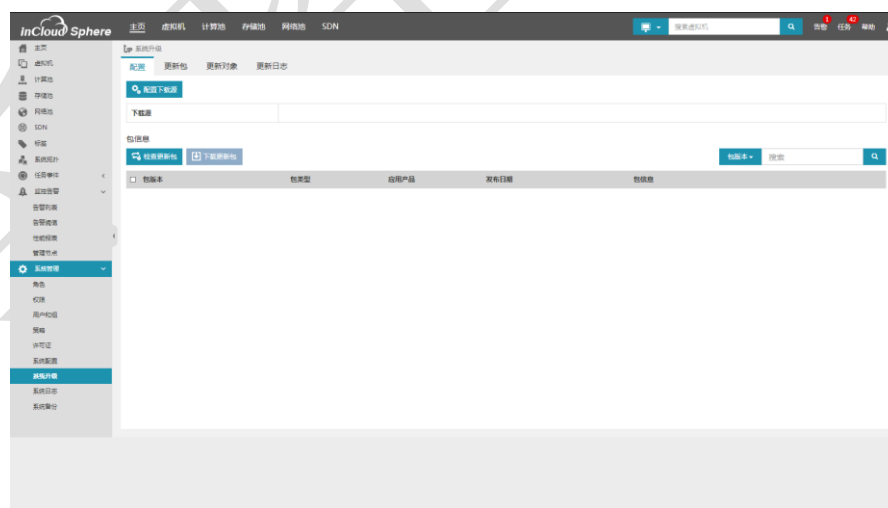 inCloud Sphere
主页 虚拟机 计算池 存储池 网络池 SDN
搜索虚拟机
告警 1 任务 42 帮助
主页
虚拟机
计算池
存储池
网络池
SDN
标签
系统拓扑
任务事件
监控告警
告警列表
告警阈值
性能报表
管理节点
系统管理
角色
权限
用户和组
策略
许可证
系统配置
系统升级
系统日志
系统备份
系统升级
配置 更新包 更新对象 更新日志
配置下载源
下载源
包信息
检查更新包 下载更新包
包版本 搜索
包版本 包类型 应用产品 发布日期 包信息